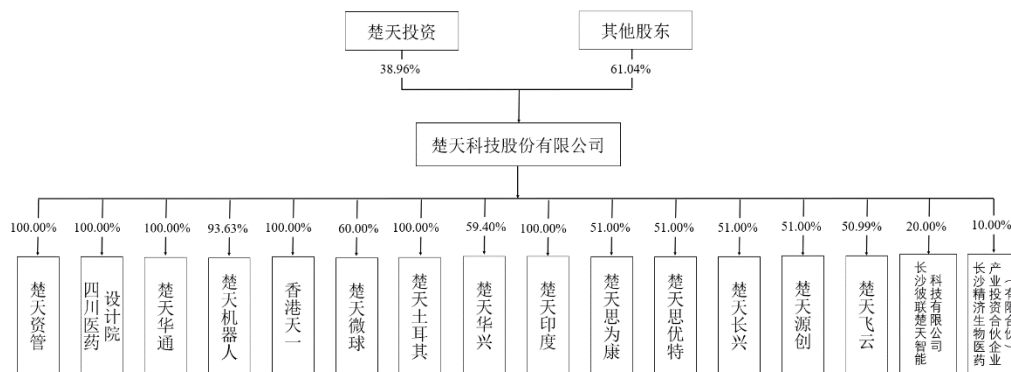 楚天投资
其他股东
38.96%
61.04%
楚天科技股份有限公司
100.00%
100.00%
100.00%
93.63%
100.00%
60.00%
100.00%
59.40%
100.00%
51.00%
51.00%
51.00%
51.00%
50.99%
20.00%
10.00%
楚天资管
四川医药
设计院
楚天华通
楚天机器人
香港天一
楚天微球
楚天土耳其
楚天华兴
楚天印度
楚天思为康
楚天思优特
楚天长兴
楚天源创
楚天飞云
长沙彼联楚天智能
科技有限公司
长沙精济生物医药
产业投资合伙企业
（有限合伙）